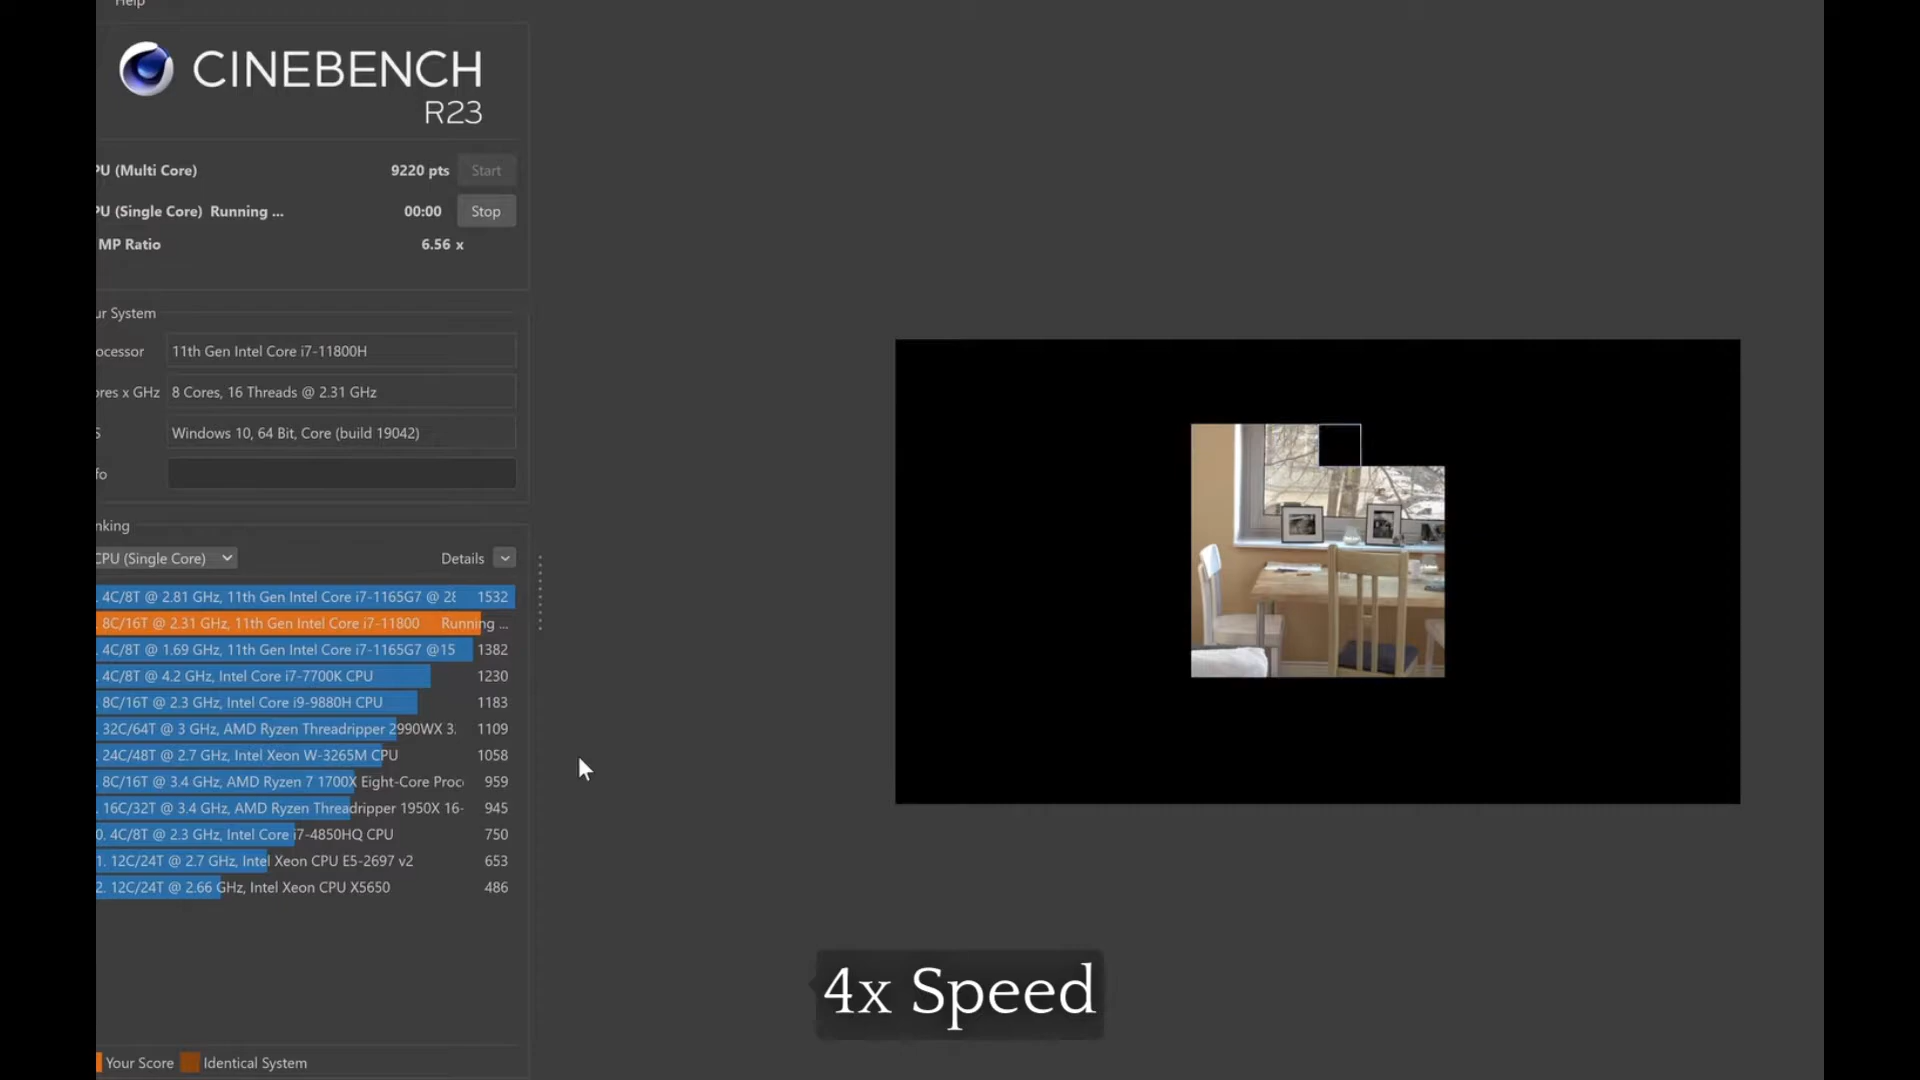 Help
CINEBENCH
R23
PU (Multi Core) 9220 pts Start
PU (Single Core) Running ... 00:00 Stop
MP Ratio 6.56 x
ur System
ocessor 11th Gen Intel Core i7-11800H
ores x GHz 8 Cores, 16 Threads @ 2.31 GHz
S Windows 10, 64 Bit, Core (build 19042)
fo
nking
CPU (Single Core) Details
. 4C/8T @ 2.81 GHz, 11th Gen Intel Core i7-1165G7 @ 28 1532
. 8C/16T @ 2.31 GHz, 11th Gen Intel Core i7-11800 Running ...
. 4C/8T @ 1.69 GHz, 11th Gen Intel Core i7-1165G7 @15 1382
. 4C/8T @ 4.2 GHz, Intel Core i7-7700K CPU 1230
. 8C/16T @ 2.3 GHz, Intel Core i9-9880H CPU 1183
. 32C/64T @ 3 GHz, AMD Ryzen Threadripper 2990WX 3. 1109
. 24C/48T @ 2.7 GHz, Intel Xeon W-3265M CPU 1058
. 8C/16T @ 3.4 GHz, AMD Ryzen 7 1700X Eight-Core Proc 959
. 16C/32T @ 3.4 GHz, AMD Ryzen Threadripper 1950X 16- 945
0. 4C/8T @ 2.3 GHz, Intel Core i7-4850HQ CPU 750
1. 12C/24T @ 2.7 GHz, Intel Xeon CPU E5-2697 v2 653
2. 12C/24T @ 2.66 GHz, Intel Xeon CPU X5650 486
4x Speed
Your Score Identical System